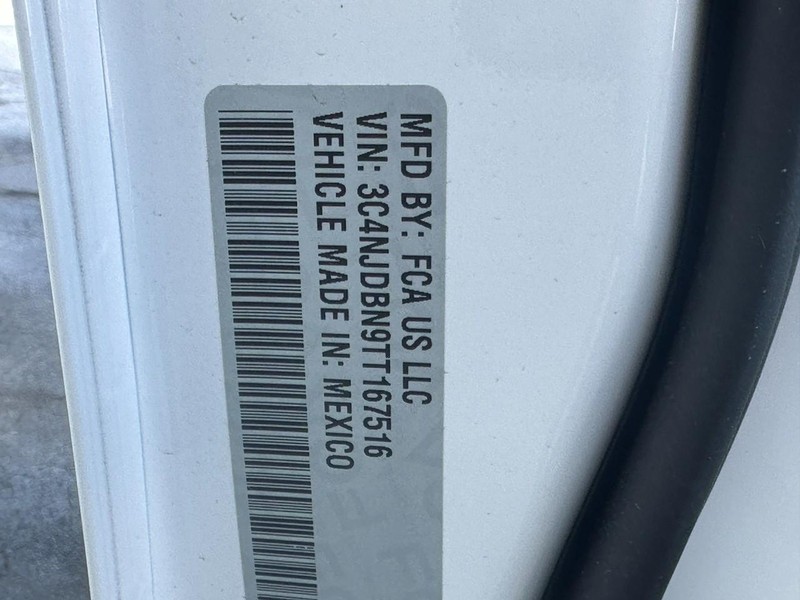 MFD BY: FCA US LLC
VIN: 3C4NJDBN9TT167516
VEHICLE MADE IN: MEXICO